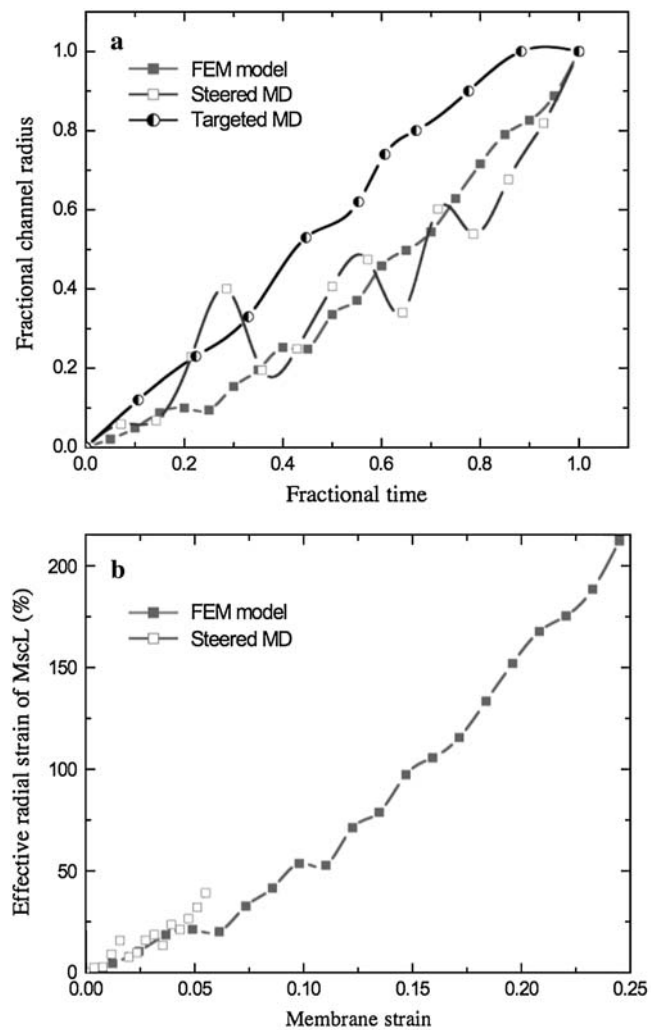 a
FEM model
Steered MD
Targeted MD
Fractional channel radius
1.0
0.8
0.6
0.4
0.2
0.0
0.0 0.2 0.4 0.6 0.8 1.0
Fractional time
b
FEM model
Steered MD
Effective radial strain of MscL (%)
200
150
100
50
0
0.00 0.05 0.10 0.15 0.20 0.25
Membrane strain